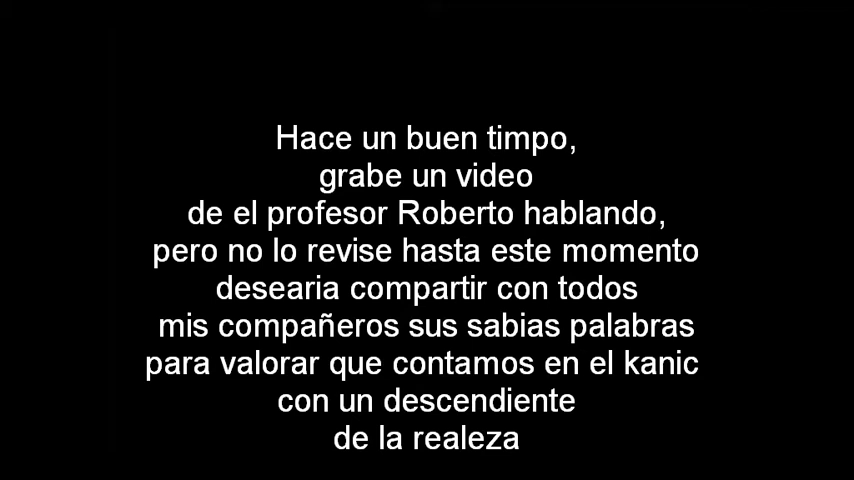 Hace un buen timpo,
grabe un video
de el profesor Roberto hablando,
pero no lo revise hasta este momento
desearia compartir con todos
mis compañeros sus sabias palabras
para valorar que contamos en el kanic
con un descendiente
de la realeza